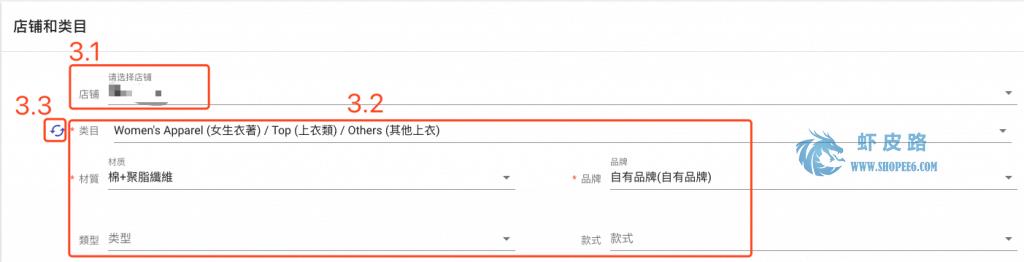 店铺和类目
3.1
请选择店铺
店铺
3.3
3.2
* 类目 Women's Apparel (女生衣著) / Top (上衣類) / Others (其他上衣)
虾皮路
WWW.SHOPEE6.COM
材质
* 材質 棉+聚脂纖維
品牌
* 品牌 自有品牌(自有品牌)
類型 类型
款式 款式